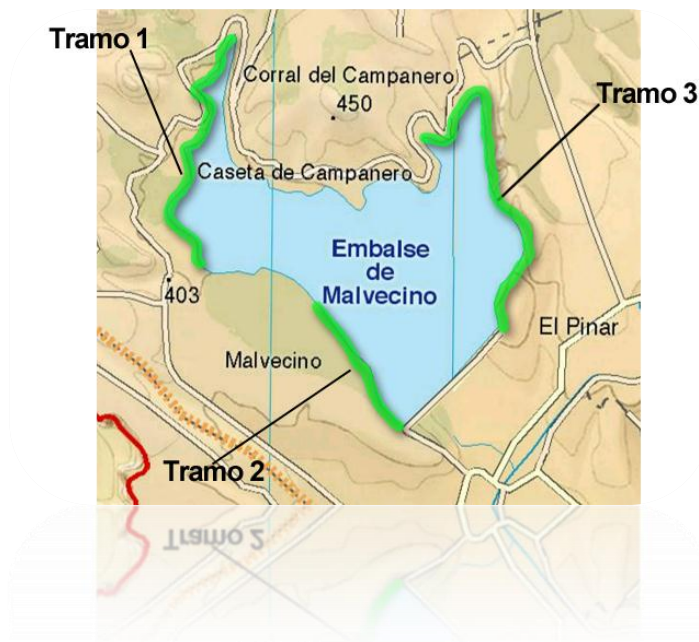 Tramo 1
Corral del Campanero
450
Tramo 3
Caseta de Campanero
Embalse
de
Malvecino
403
El Pinar
Malvecino
Tramo 2
Tramo 2